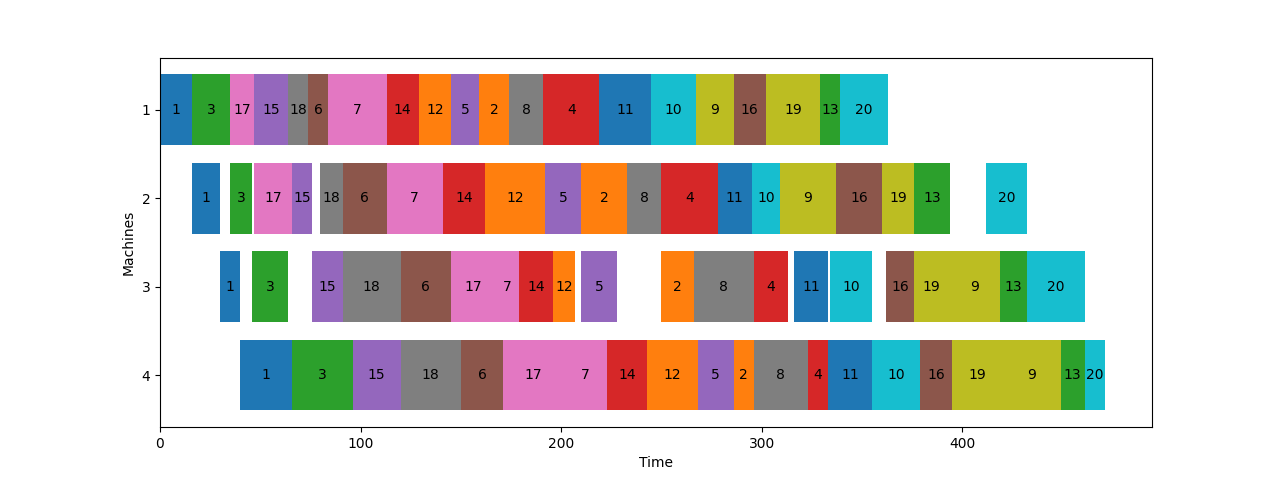 1 1 3 17 15 18 6 7 14 12 5 2 8 4 11 10 9 16 19 13 20
2 1 3 17 15 18 6 7 14 12 5 2 8 4 11 10 9 16 19 13 20
3 1 3 15 18 6 17 7 14 12 5 2 8 4 11 10 16 19 9 13 20
4 1 3 15 18 6 17 7 14 12 5 2 8 4 11 10 16 19 9 13 20
Machines
0 100 200 300 400
Time